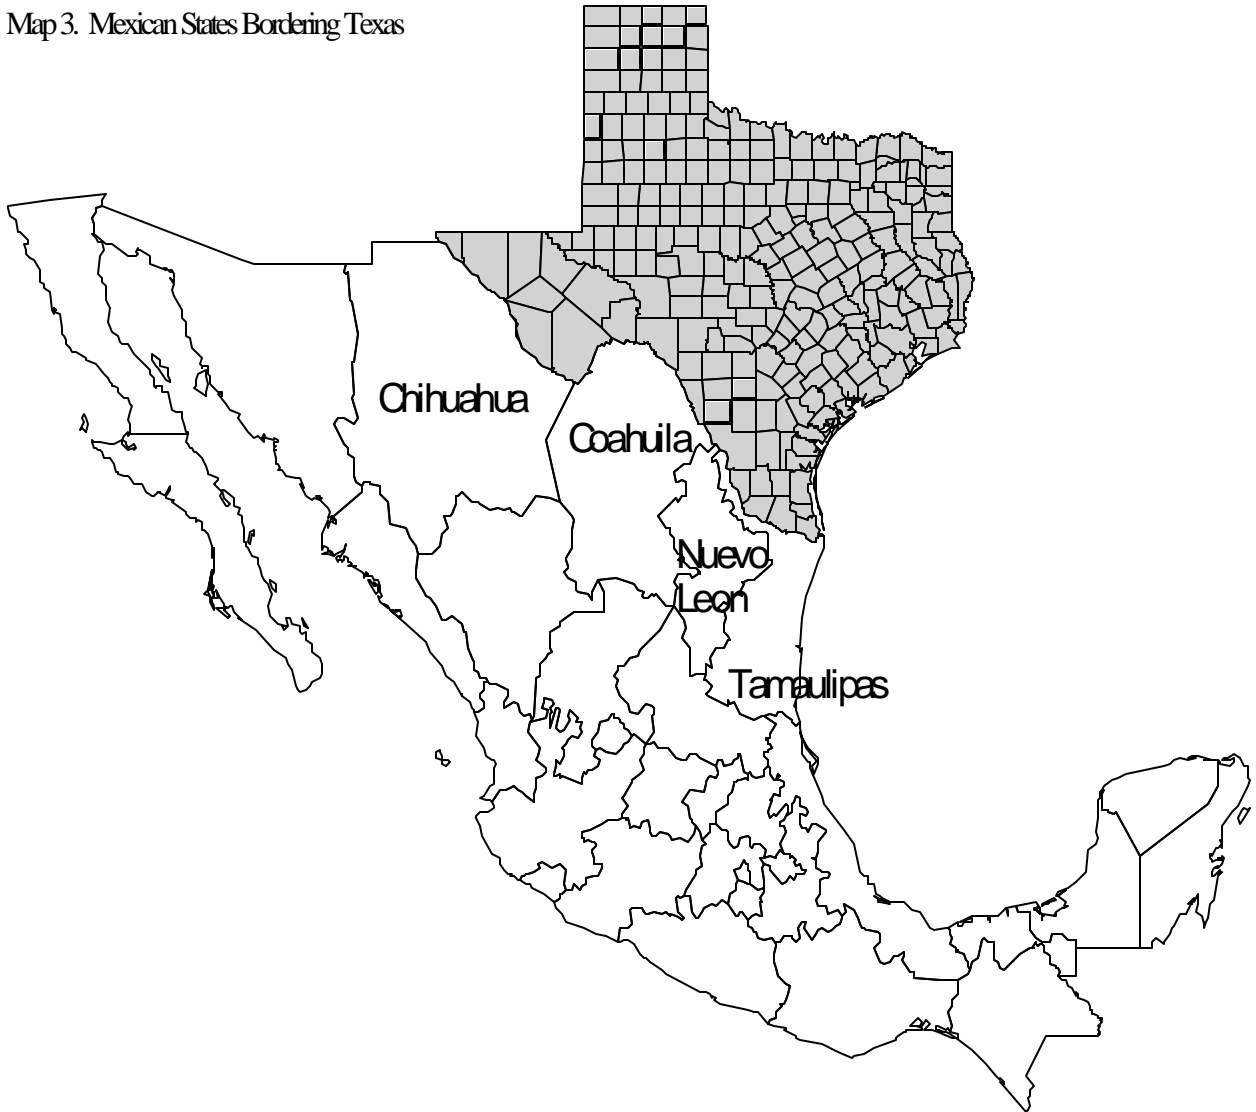 Map 3. Mexican States Bordering Texas
Chihuahua
Coahuila
Nuevo
Leon
Tamaulipas